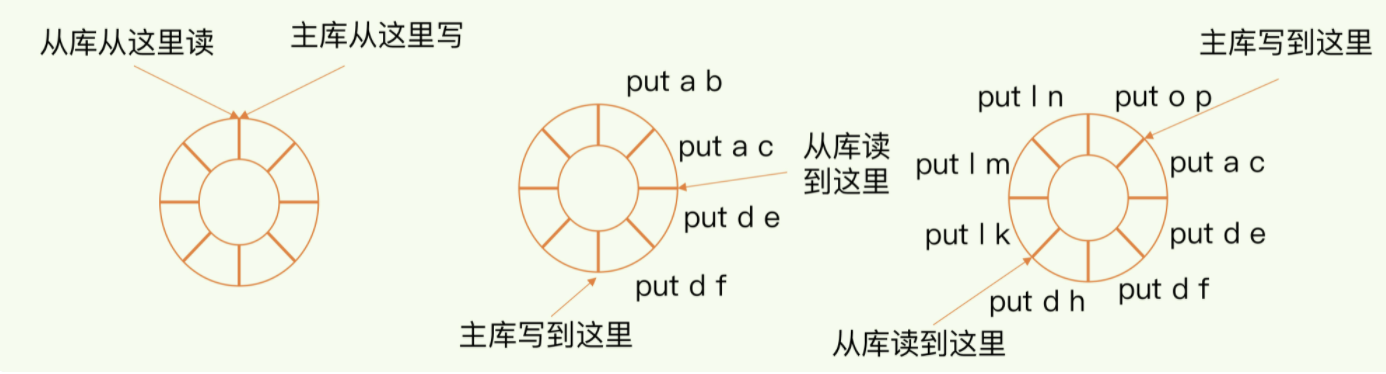 从库从这里读
主库从这里写
put a b
put a c
从库读
到这里
put d e
put d f
主库写到这里
主库写到这里
put l n
put o p
put l m
put a c
put l k
put d e
put d h
put d f
从库读到这里